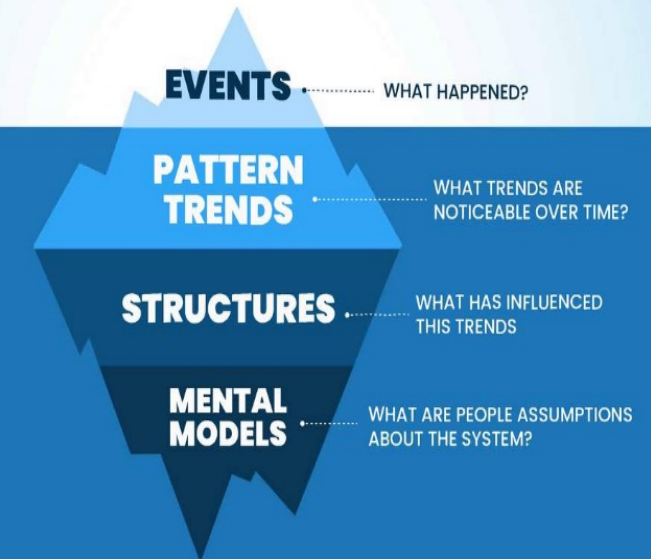 EVENTS
WHAT HAPPENED?
PATTERN
TRENDS
WHAT TRENDS ARE
NOTICEABLE OVER TIME?
STRUCTURES
WHAT HAS INFLUENCED
THIS TRENDS
MENTAL
MODELS
WHAT ARE PEOPLE ASSUMPTIONS
ABOUT THE SYSTEM?